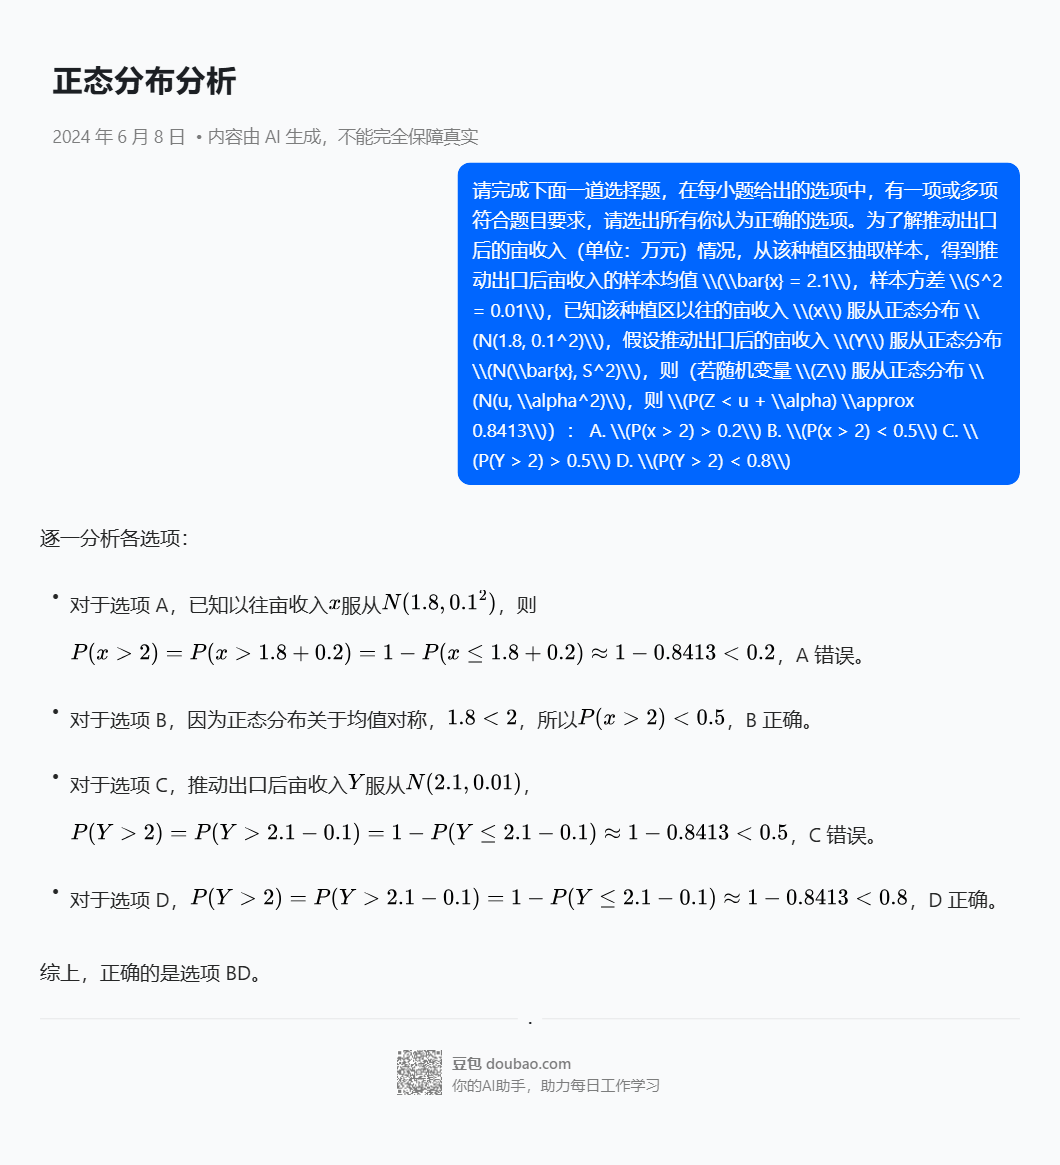 正态分布分析
2024 年 6 月 8 日 • 内容由 AI 生成，不能完全保障真实
请完成下面一道选择题，在每小题给出的选项中，有一项或多项
符合题目要求，请选出所有你认为正确的选项。为了解推动出口
后的亩收入（单位：万元）情况，从该种植区抽取样本，得到推
动出口后亩收入的样本均值 \\(\\bar{x} = 2.1\\)，样本方差 \\(S^2
= 0.01\\)，已知该种植区以往的亩收入 \\(x\\) 服从正态分布 \\
(N(1.8, 0.1^2)\\)，假设推动出口后的亩收入 \\(Y\\) 服从正态分布
\\(N(\\bar{x}, S^2)\\)，则（若随机变量 \\(Z\\) 服从正态分布 \\
(N(u, \\alpha^2)\\)，则 \\(P(Z < u + \\alpha) \\approx
0.8413\\)）： A. \\(P(x > 2) > 0.2\\) B. \\(P(x > 2) < 0.5\\) C. \\
(P(Y > 2) > 0.5\\) D. \\(P(Y > 2) < 0.8\\)
逐一分析各选项：
• 对于选项 A，已知以往亩收入x服从N(1.8, 0.1²)，则
P(x > 2) = P(x > 1.8 + 0.2) = 1 − P(x ≤ 1.8 + 0.2) ≈ 1 − 0.8413 < 0.2，A 错误。
• 对于选项 B，因为正态分布关于均值对称，1.8 < 2，所以P(x > 2) < 0.5，B 正确。
• 对于选项 C，推动出口后亩收入Y服从N(2.1, 0.01)，
P(Y > 2) = P(Y > 2.1 − 0.1) = 1 − P(Y ≤ 2.1 − 0.1) ≈ 1 − 0.8413 < 0.5，C 错误。
• 对于选项 D，P(Y > 2) = P(Y > 2.1 − 0.1) = 1 − P(Y ≤ 2.1 − 0.1) ≈ 1 − 0.8413 < 0.8，D 正确。
综上，正确的是选项 BD。
豆包 doubao.com
你的AI助手，助力每日工作学习